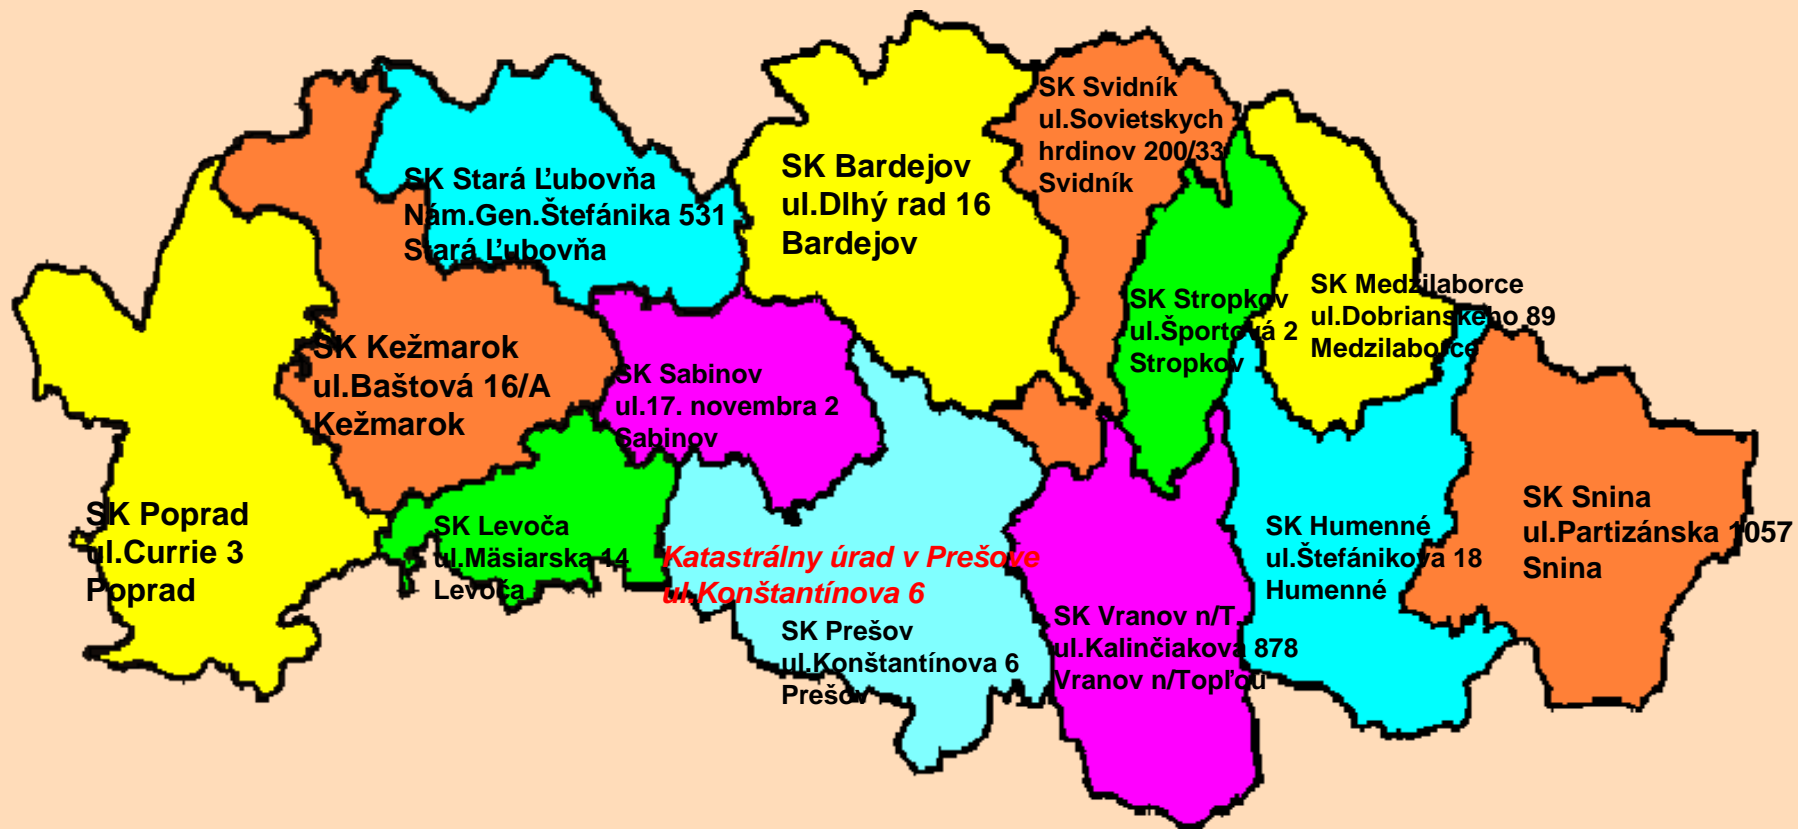 SK Svidník
ul.Sovietskych
hrdinov 200/33
Svidník
SK Bardejov
ul.Dlhý rad 16
Bardejov
SK Stará Ľubovňa
Nám.Gen.Štefánika 531
Stará Ľubovňa
SK Medzilaborce
ul.Dobrianskeho 89
Medzilaborce
SK Stropkov
ul.Športová 2
Stropkov
SK Kežmarok
ul.Baštová 16/A
Kežmarok
SK Sabinov
ul.17. novembra 2
Sabinov
SK Poprad
ul.Currie 3
Poprad
SK Levoča
ul.Mäsiarska 14
Levoča
Katastrálny úrad v Prešove
ul.Konštantínova 6
SK Prešov
ul.Konštantínova 6
Prešov
SK Vranov n/T.
ul.Kalinčiakova 878
Vranov n/Topľou
SK Humenné
ul.Štefánikova 18
Humenné
SK Snina
ul.Partizánska 1057
Snina